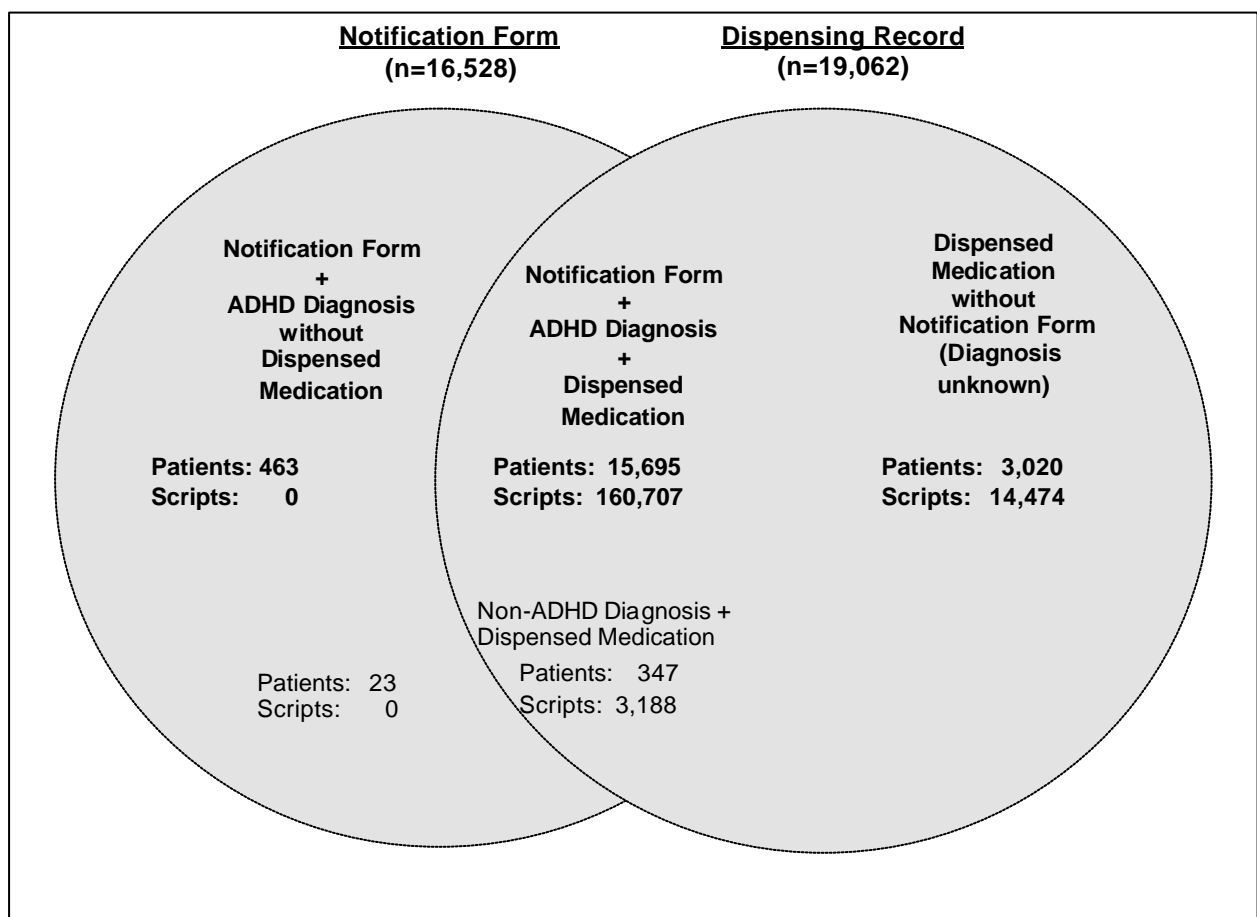 Notification Form
(n=16,528)
Dispensing Record
(n=19,062)
Notification Form
+
ADHD Diagnosis
without
Dispensed
Medication
Patients: 463
Scripts: 0
Notification Form
+
ADHD Diagnosis
+
Dispensed
Medication
Patients: 15,695
Scripts: 160,707
Dispensed
Medication
without
Notification Form
(Diagnosis
unknown)
Patients: 3,020
Scripts: 14,474
Patients: 23
Scripts: 0
Non-ADHD Diagnosis +
Dispensed Medication
Patients: 347
Scripts: 3,188